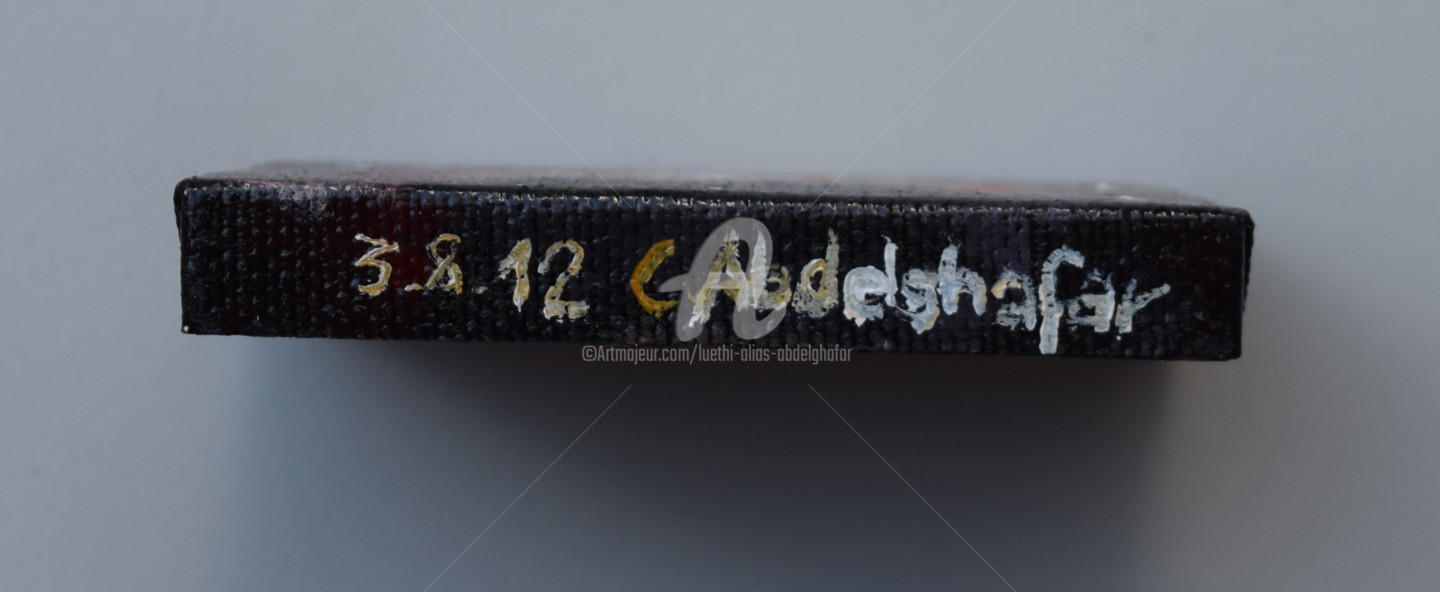 3.8.12 C Abdelghafar
©Artmajeur.com/luethi-alias-abdelghafar